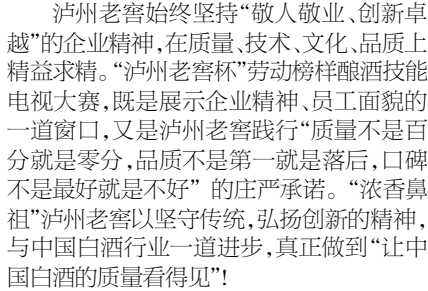 泸州老窖始终坚持“敬人敬业、创新卓
越”的企业精神，在质量、技术、文化、品质上
精益求精。“泸州老窖杯”劳动榜样酿酒技能
电视大赛，既是展示企业精神、员工面貌的
一道窗口，又是泸州老窖践行“质量不是百
分就是零分，品质不是第一就是落后，口碑
不是最好就是不好” 的庄严承诺。“浓香鼻
祖”泸州老窖以坚守传统，弘扬创新的精神，
与中国白酒行业一道进步，真正做到“让中
国白酒的质量看得见”!